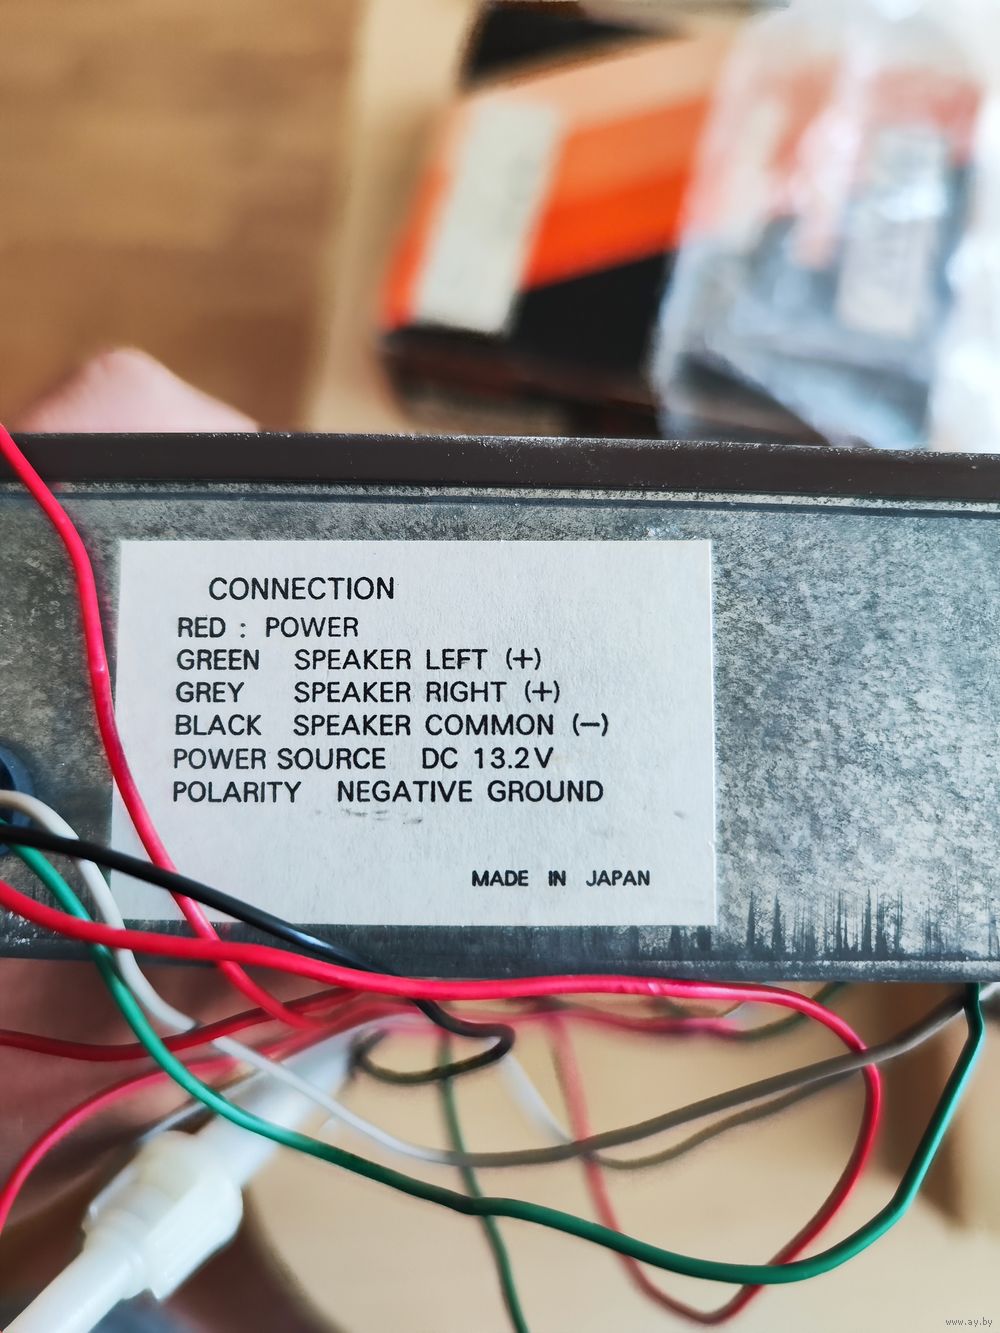 CONNECTION
RED : POWER
GREEN SPEAKER LEFT (+)
GREY SPEAKER RIGHT (+)
BLACK SPEAKER COMMON (−)
POWER SOURCE DC 13.2V
POLARITY NEGATIVE GROUND
MADE IN JAPAN
www.ay.by